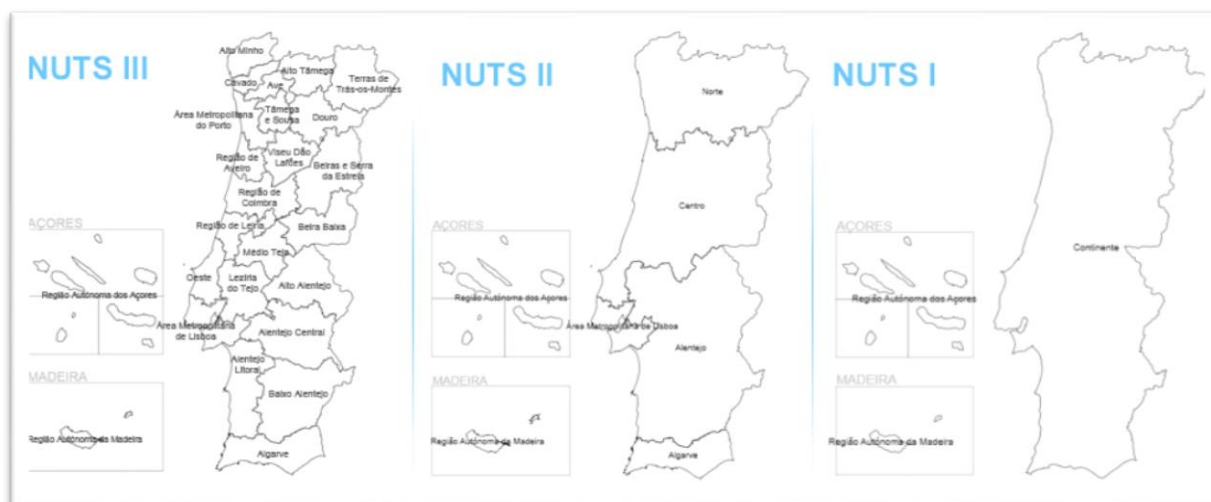 NUTS III
Alto Minho
Alto Tâmega
Terras de
Trás-os-Montes
Cávado
Ave
Área Metropolitana
do Porto
Tâmega
e Sousa
Douro
Região de
Aveiro
Viseu Dão
Lafões
Beiras e Serra
da Estrela
Região de
Coimbra
Região de Leiria
Beira Baixa
Médio Tejo
Oeste
Lezíria
do Tejo
Alto Alentejo
Área Metropolitana
de Lisboa
Alentejo Central
Alentejo
Litoral
Baixo Alentejo
Algarve
AÇORES
Região Autónoma dos Açores
MADEIRA
Região Autónoma da Madeira
NUTS II
Norte
Centro
Área Metropolitana de Lisboa
Alentejo
Algarve
AÇORES
Região Autónoma dos Açores
MADEIRA
Região Autónoma da Madeira
NUTS I
Continente
AÇORES
Região Autónoma dos Açores
MADEIRA
Região Autónoma da Madeira